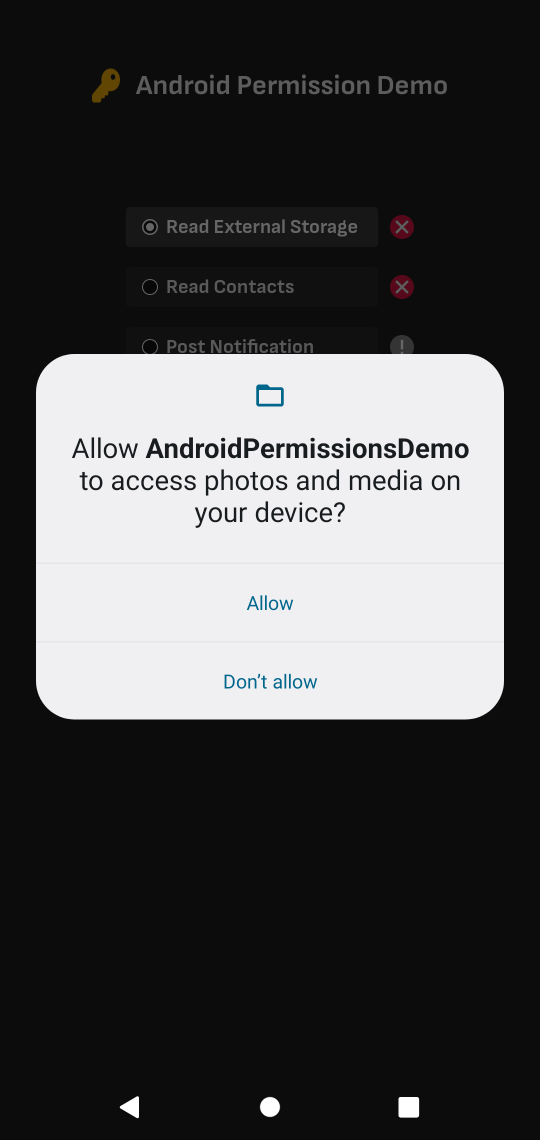 Android Permission Demo
Read External Storage
Read Contacts
Post Notification
Allow AndroidPermissionsDemo
to access photos and media on
your device?
Allow
Don’t allow